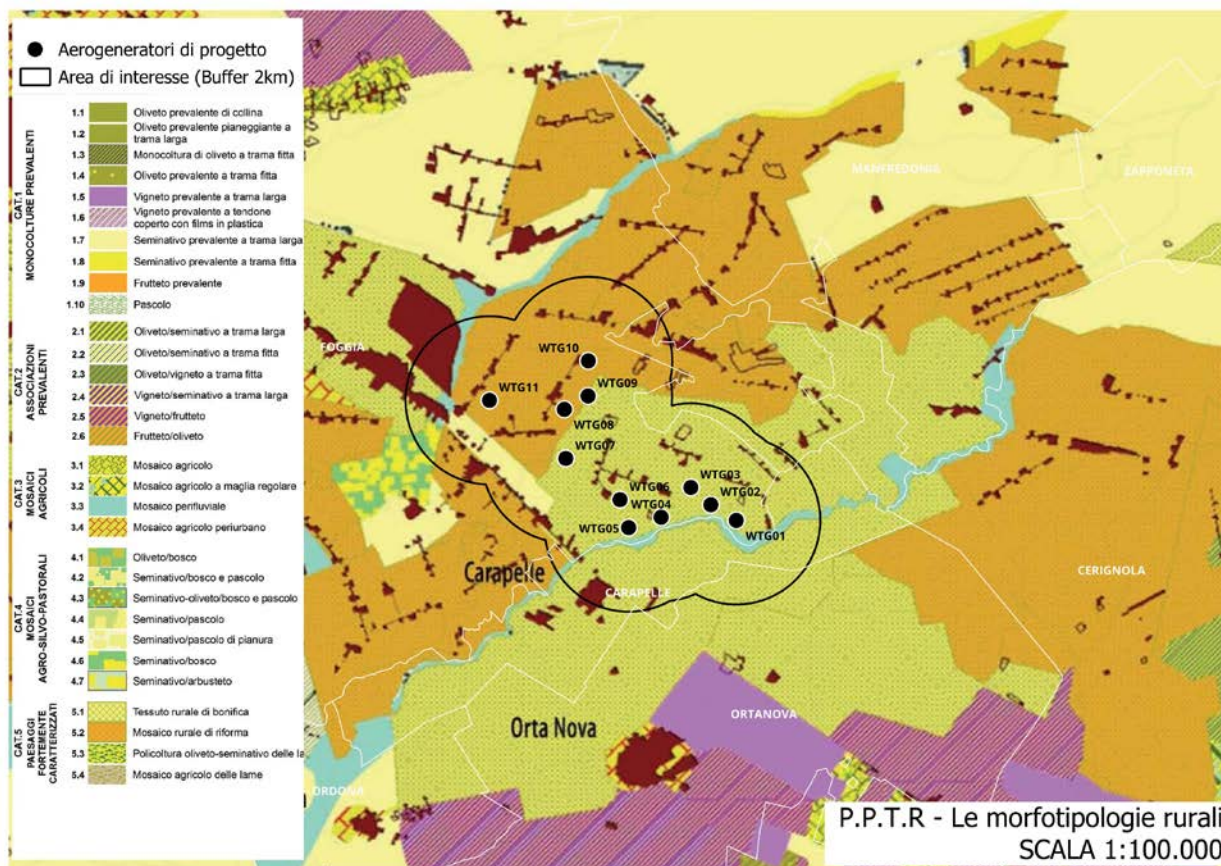 Aerogeneratori di progetto
Area di interesse (Buffer 2km)
CAT.1
MONOCOLTURE PREVALENTI
1.1 Oliveto prevalente di collina
1.2 Oliveto prevalente pianeggiante a
trama larga
1.3 Monocoltura di oliveto a trama fitta
1.4 Oliveto prevalente a trama fitta
1.5 Vigneto prevalente a trama larga
1.6 Vigneto prevalente a tendone
coperto con films in plastica
1.7 Seminativo prevalente a trama larga
1.8 Seminativo prevalente a trama fitta
1.9 Frutteto prevalente
1.10 Pascolo
CAT.2
ASSOCIAZIONI
PREVALENTI
2.1 Oliveto/seminativo a trama larga
2.2 Oliveto/seminativo a trama fitta
2.3 Oliveto/vigneto a trama fitta
2.4 Vigneto/seminativo a trama larga
2.5 Vigneto/frutteto
2.6 Frutteto/oliveto
CAT.3
MOSAICI
AGRICOLI
3.1 Mosaico agricolo
3.2 Mosaico agricolo a maglia regolare
3.3 Mosaico perifluviale
3.4 Mosaico agricolo periurbano
CAT.4
MOSAICI
AGRO-SILVO-PASTORALI
4.1 Oliveto/bosco
4.2 Seminativo/bosco e pascolo
4.3 Seminativo-oliveto/bosco e pascolo
4.4 Seminativo/pascolo
4.5 Seminativo/pascolo di pianura
4.6 Seminativo/bosco
4.7 Seminativo/arbusteto
CAT.5
PAESAGGI
FORTEMENTE
CARATTERIZZATI
5.1 Tessuto rurale di bonifica
5.2 Mosaico rurale di riforma
5.3 Policoltura oliveto-seminativo delle la
5.4 Mosaico agricolo delle lame
MANFREDONIA
ZAPPONETA
FOGGIA
WTG10
WTG11
WTG09
WTG08
WTG07
WTG03
WTG06
WTG02
WTG04
WTG05
WTG01
Carapelle
CARAPELLE
CERIGNOLA
ORTANOVA
Orta Nova
ORDONA
P.P.T.R - Le morfotipologie rurali
SCALA 1:100.000